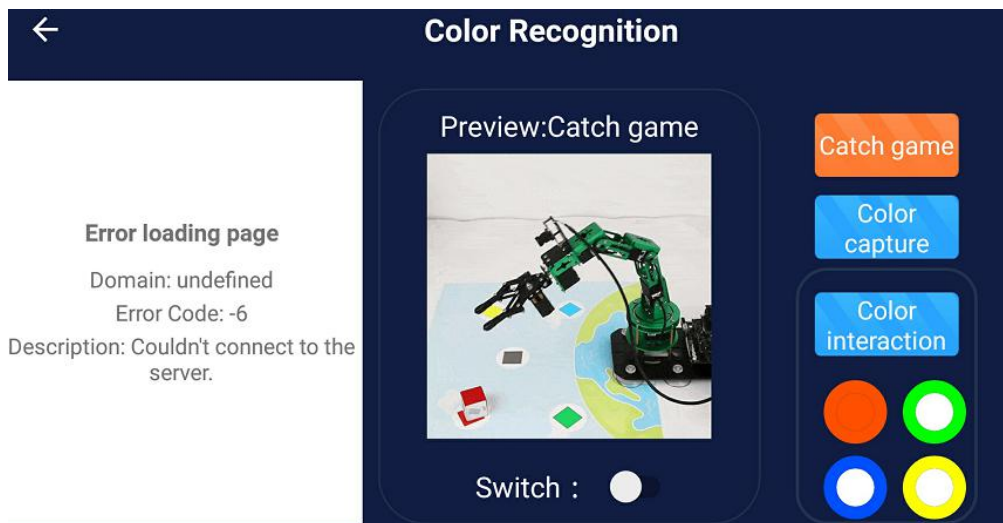 Color Recognition
Error loading page
Domain: undefined
Error Code: -6
Description: Couldn't connect to the
server.
Preview:Catch game
Switch :
Catch game
Color
capture
Color
interaction